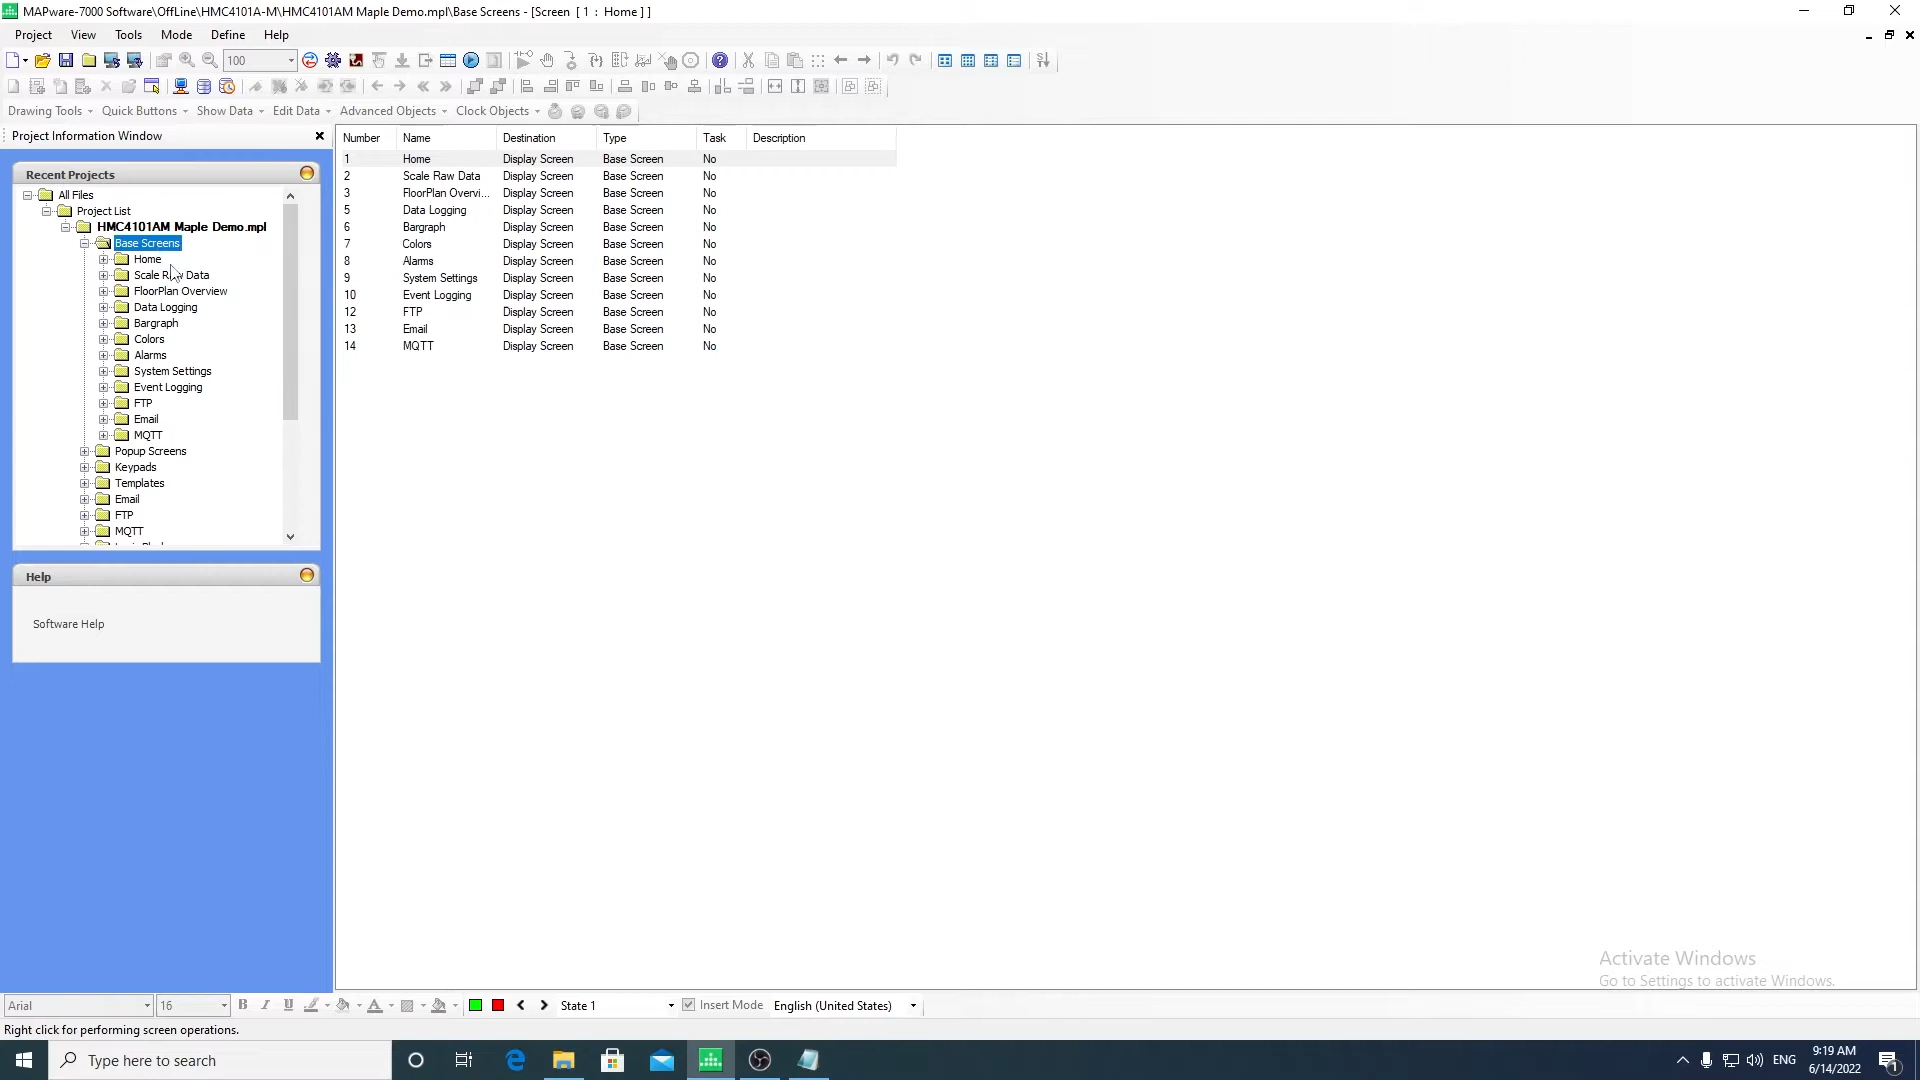 MAPware-7000 Software\OffLine\HMC4101A-M\HMC4101AM Maple Demo.mpl\Base Screens - [Screen [ 1 : Home ] ]
Project View Tools Mode Define Help
100
Drawing Tools Quick Buttons Show Data Edit Data Advanced Objects Clock Objects
Project Information Window
Recent Projects
All Files
Project List
HMC4101AM Maple Demo.mpl
Base Screens
Home
Scale Raw Data
FloorPlan Overview
Data Logging
Bargraph
Colors
Alarms
System Settings
Event Logging
FTP
Email
MQTT
Popup Screens
Keypads
Templates
Email
FTP
MQTT
Help
Software Help
Number Name Destination Type Task Description
1 Home Display Screen Base Screen No
2 Scale Raw Data Display Screen Base Screen No
3 FloorPlan Overvi... Display Screen Base Screen No
5 Data Logging Display Screen Base Screen No
6 Bargraph Display Screen Base Screen No
7 Colors Display Screen Base Screen No
8 Alarms Display Screen Base Screen No
9 System Settings Display Screen Base Screen No
10 Event Logging Display Screen Base Screen No
12 FTP Display Screen Base Screen No
13 Email Display Screen Base Screen No
14 MQTT Display Screen Base Screen No
Activate Windows
Go to Settings to activate Windows.
Arial 16 B I U State 1 Insert Mode English (United States)
Right click for performing screen operations.
Type here to search
ENG
9:19 AM
6/14/2022
1